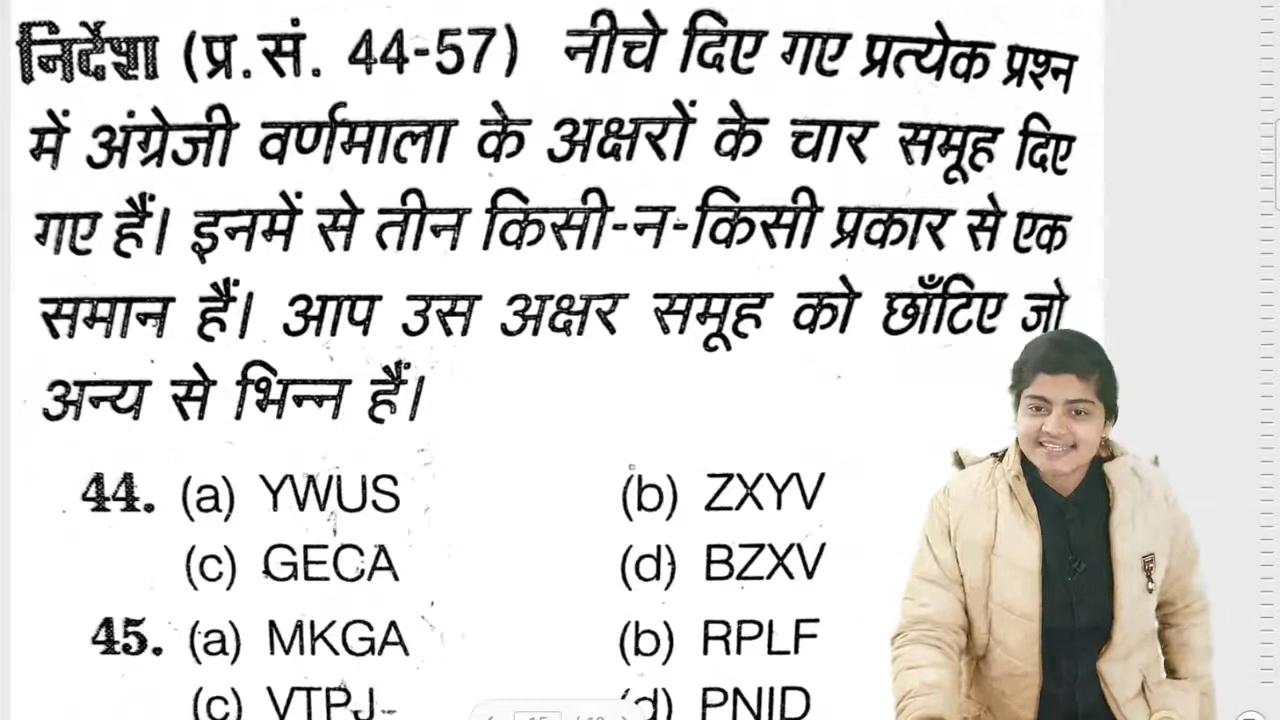 निर्देश (प्र.सं. 44-57) नीचे दिए गए प्रत्येक प्रश्न
में अंग्रेजी वर्णमाला के अक्षरों के चार समूह दिए
गए हैं। इनमें से तीन किसी-न-किसी प्रकार से एक
समान हैं। आप उस अक्षर समूह को छाँटिए जो
अन्य से भिन्न हैं।
44. (a) YWUS (b) ZXYV
(c) GECA (d) BZXV
45. (a) MKGA (b) RPLF
(c) VTPJ (d)